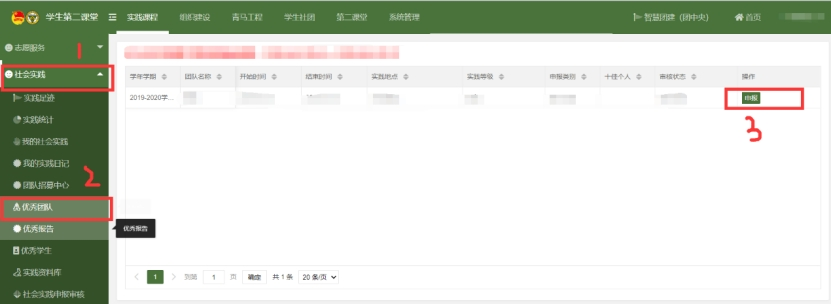 学生第二课堂 实践课程 组织建设 青马工程 学生社团 第二课堂 系统管理 智慧团建（团中央） 首页
志愿服务
1
社会实践
学年学期 团队名称 开始时间 结束时间 实践地点 实践等级 申报类别 十佳个人 审核状态 操作
2019-2020学... 申报
实践足迹
实践统计
3
我的社会实践
我的实践日记
2
团队招募中心
优秀团队
优秀报告 优秀报告
优秀学生
实践资料库
1 到第 1 页 确定 共 1 条 20 条/页
社会实践申报审核